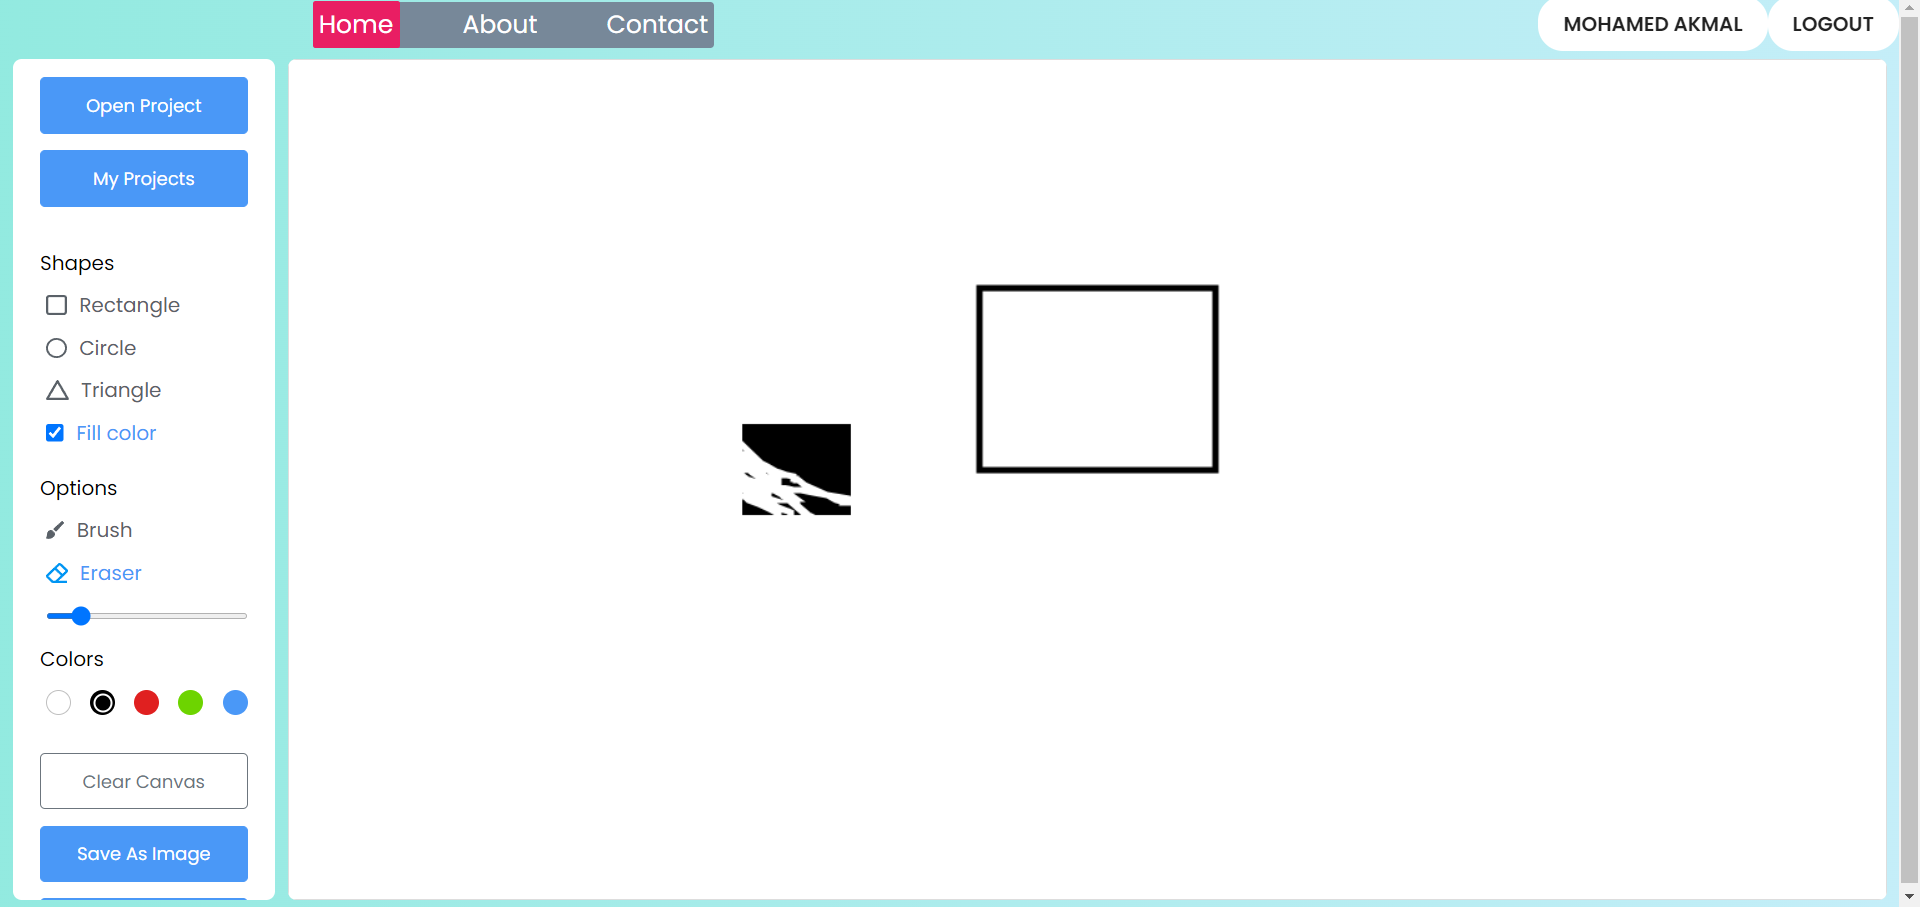 Home About Contact
MOHAMED AKMAL LOGOUT
Open Project
My Projects
Shapes
Rectangle
Circle
Triangle
Fill color
Options
Brush
Eraser
Colors
Clear Canvas
Save As Image